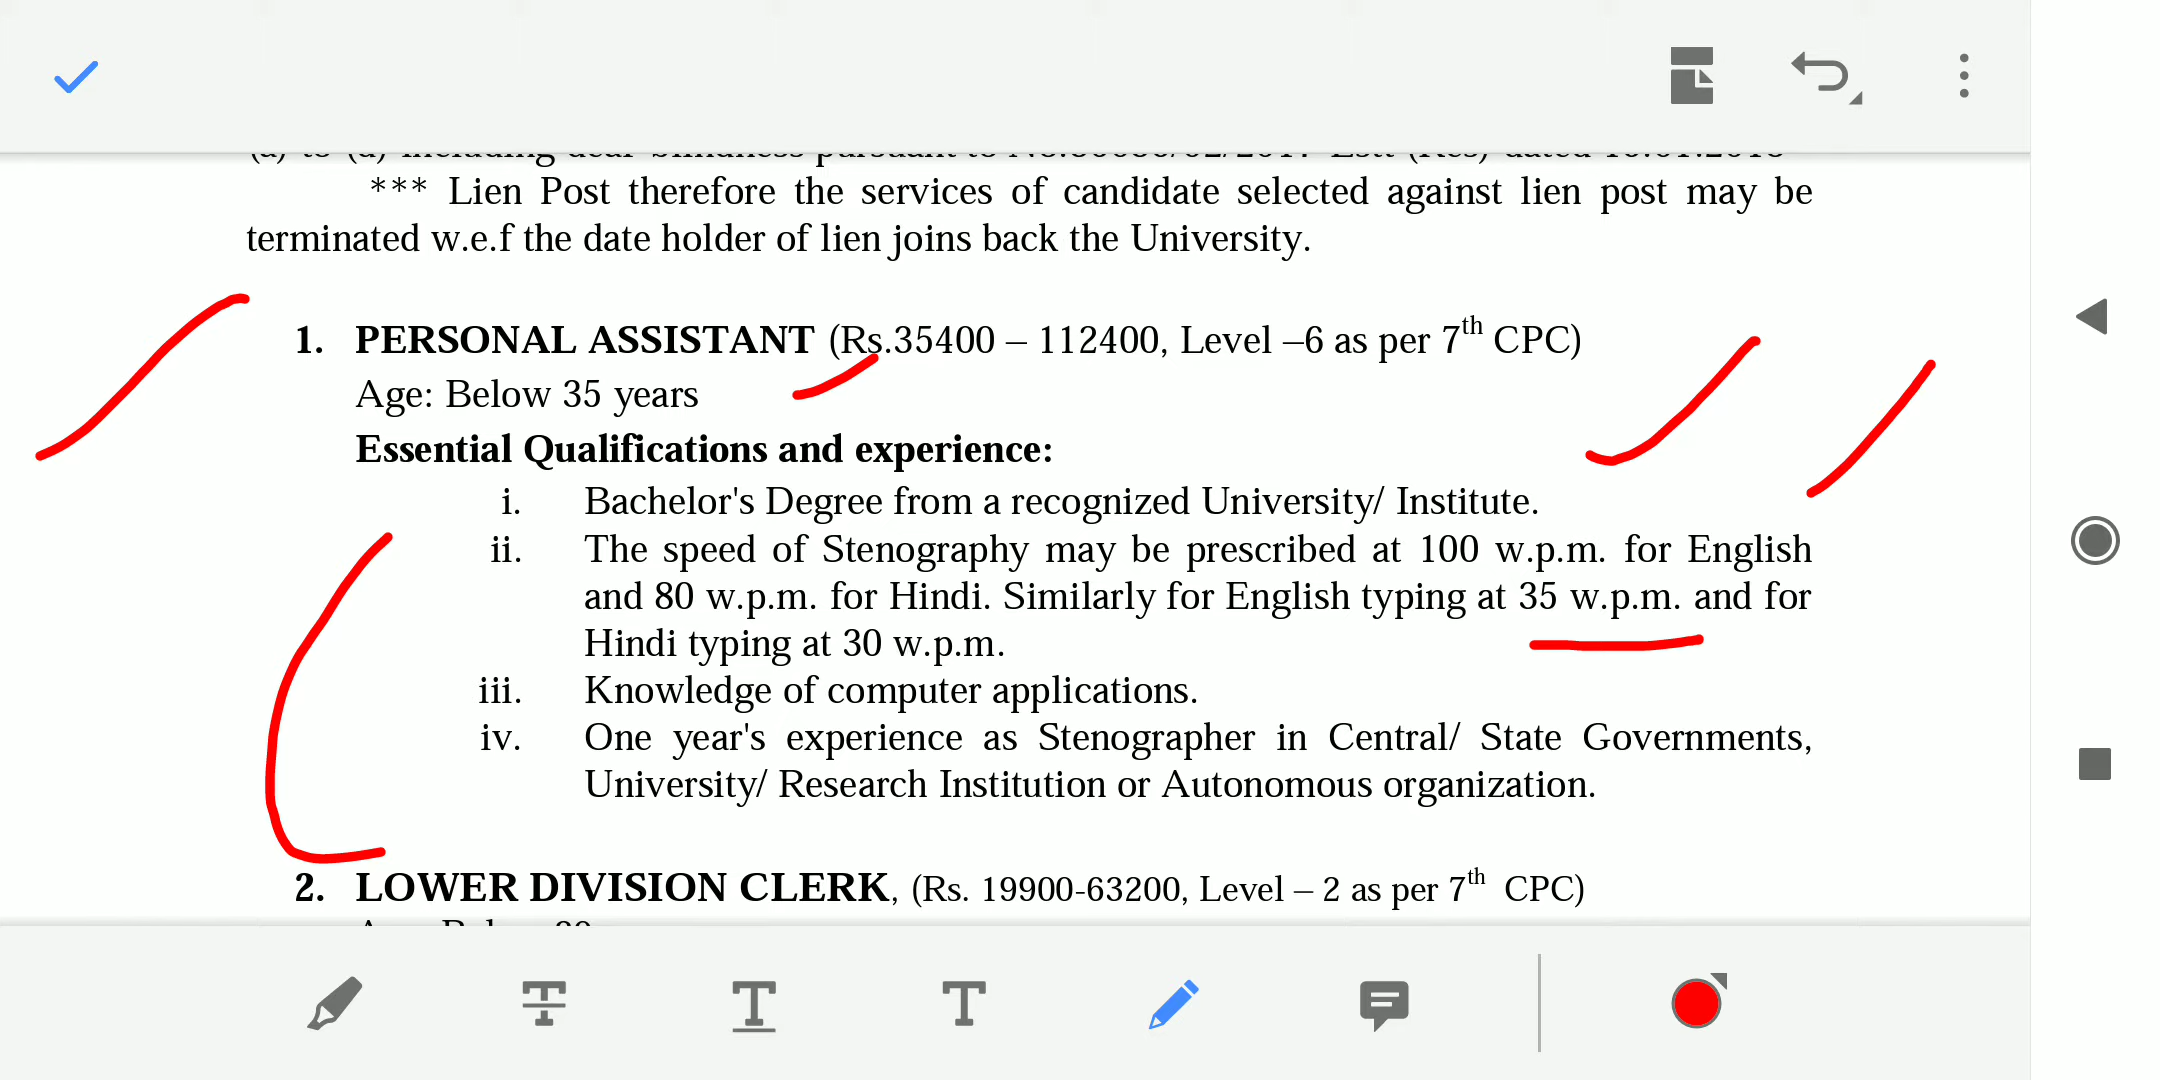 *** Lien Post therefore the services of candidate selected against lien post may be
terminated w.e.f the date holder of lien joins back the University.
1. PERSONAL ASSISTANT (Rs.35400 – 112400, Level –6 as per 7th CPC)
Age: Below 35 years
Essential Qualifications and experience:
i. Bachelor's Degree from a recognized University/ Institute.
ii. The speed of Stenography may be prescribed at 100 w.p.m. for English
and 80 w.p.m. for Hindi. Similarly for English typing at 35 w.p.m. and for
Hindi typing at 30 w.p.m.
iii. Knowledge of computer applications.
iv. One year's experience as Stenographer in Central/ State Governments,
University/ Research Institution or Autonomous organization.
2. LOWER DIVISION CLERK, (Rs. 19900-63200, Level – 2 as per 7th CPC)